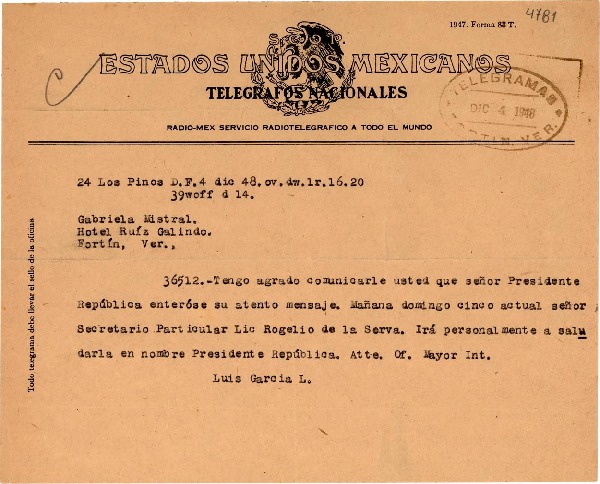 4781
1947. Forma 82 T.
ESTADOS UNIDOS MEXICANOS
TELEGRAFOS NACIONALES
TELEGRAMAS
DIC 4 1948
FORTIN. VER.
RADIO-MEX SERVICIO RADIOTELEGRAFICO A TODO EL MUNDO
24 Los Pinos D.F.4 dic 48.ov.dw.lr.16.20
39woff d 14.
Gabriela Mistral.
Hotel Ruíz Galindo.
Fortín, Ver.,
36512.-Tengo agrado comunicarle usted que señor Presidente
República enteróse su atento mensaje. Mañana domingo cinco actual señor
Secretario Particular Lic Rogelio de la Serva. Irá personalmente a salu
darla en nombre Presidente República. Atte. Of. Mayor Int.
Luis Garcia L.
Todo telegrama debe llevar el sello de la oficina